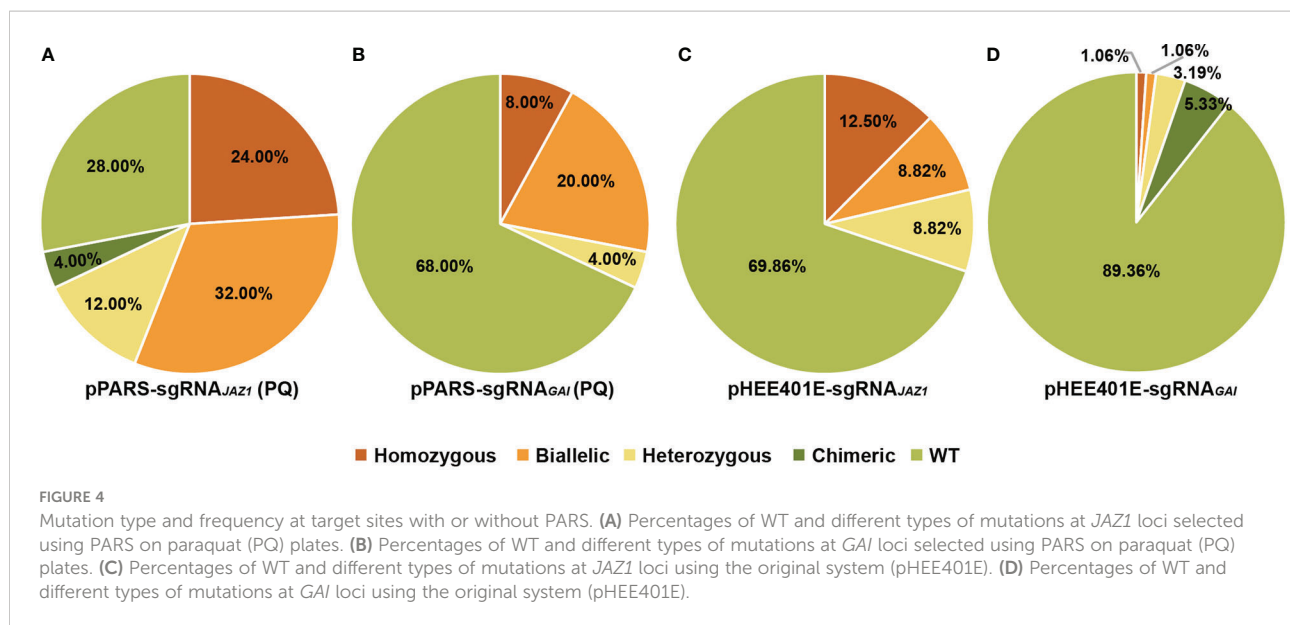 A
B
C
D
28.00%
24.00%
4.00%
12.00%
32.00%
8.00%
20.00%
4.00%
68.00%
12.50%
8.82%
8.82%
69.86%
1.06%
1.06%
3.19%
5.33%
89.36%
pPARS-sgRNAJAZ1 (PQ)
pPARS-sgRNAGAI (PQ)
pHEE401E-sgRNAJAZ1
pHEE401E-sgRNAGAI
Homozygous Biallelic Heterozygous Chimeric WT
FIGURE 4
Mutation type and frequency at target sites with or without PARS. (A) Percentages of WT and different types of mutations at JAZ1 loci selected
using PARS on paraquat (PQ) plates. (B) Percentages of WT and different types of mutations at GAI loci selected using PARS on paraquat (PQ)
plates. (C) Percentages of WT and different types of mutations at JAZ1 loci using the original system (pHEE401E). (D) Percentages of WT and
different types of mutations at GAI loci using the original system (pHEE401E).